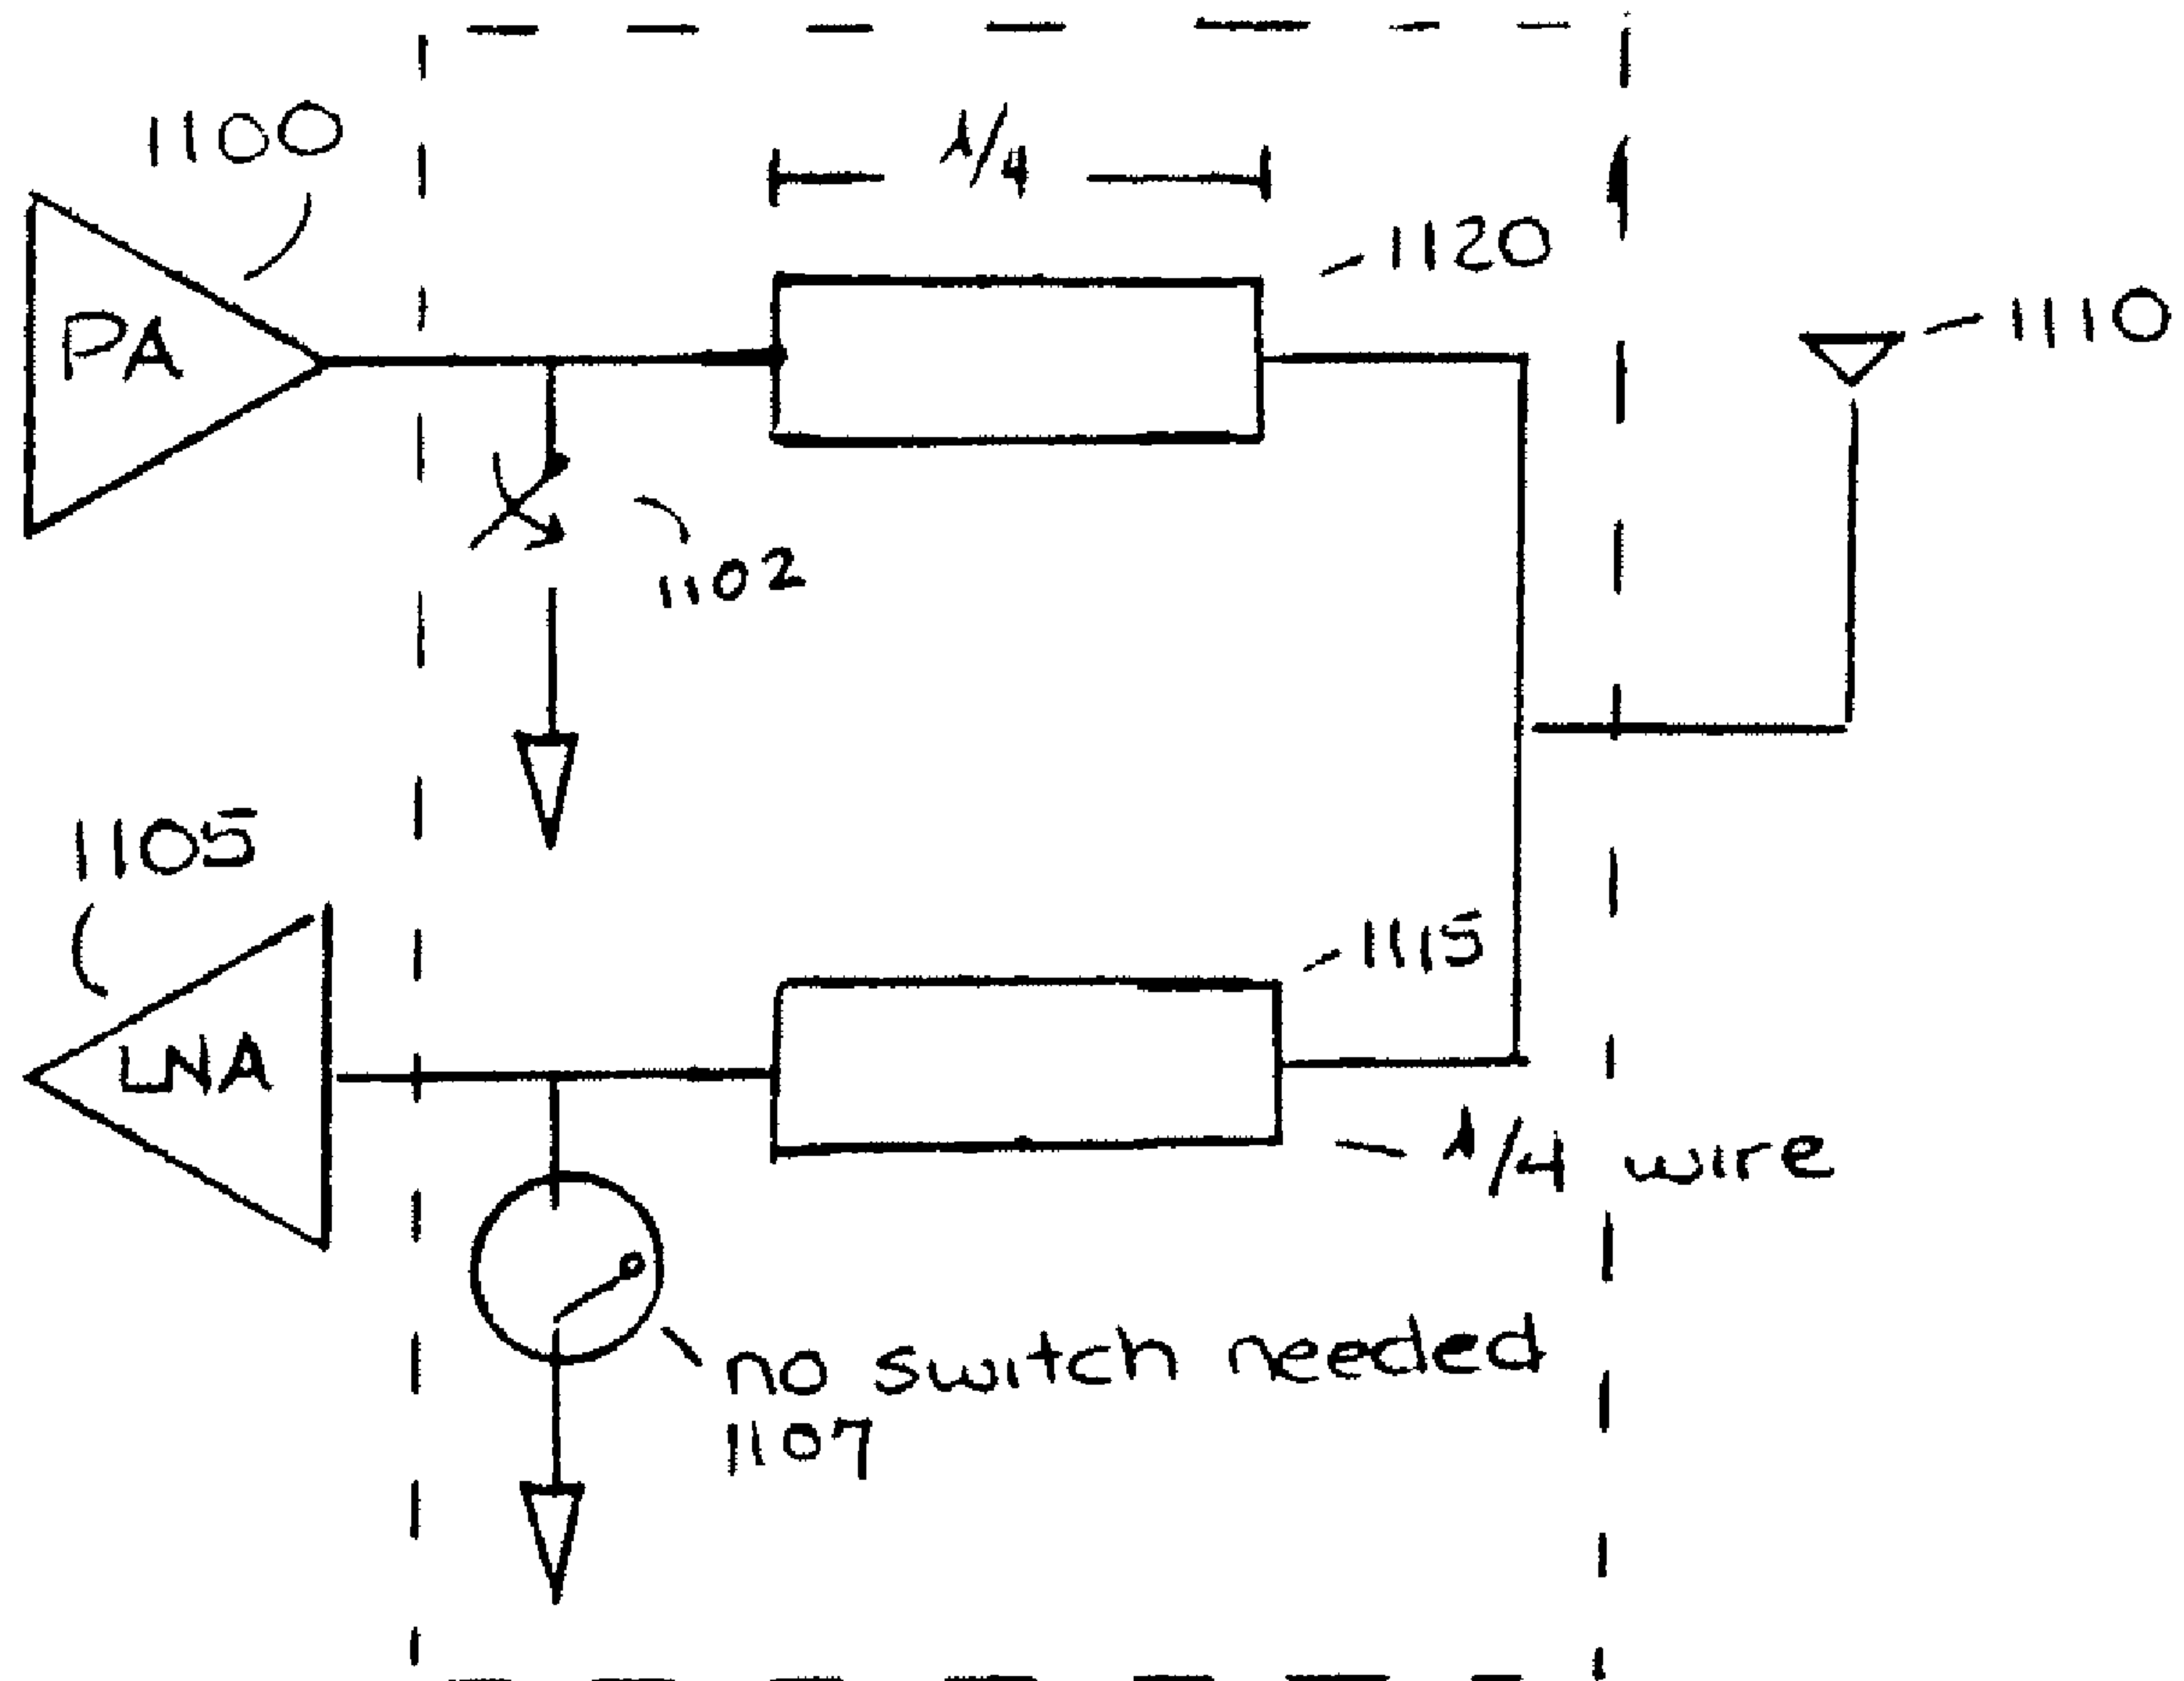 1100
λ/4
1120
PA
1110
1102
1105
1115
LNA
λ/4 wire
no switch needed
1107